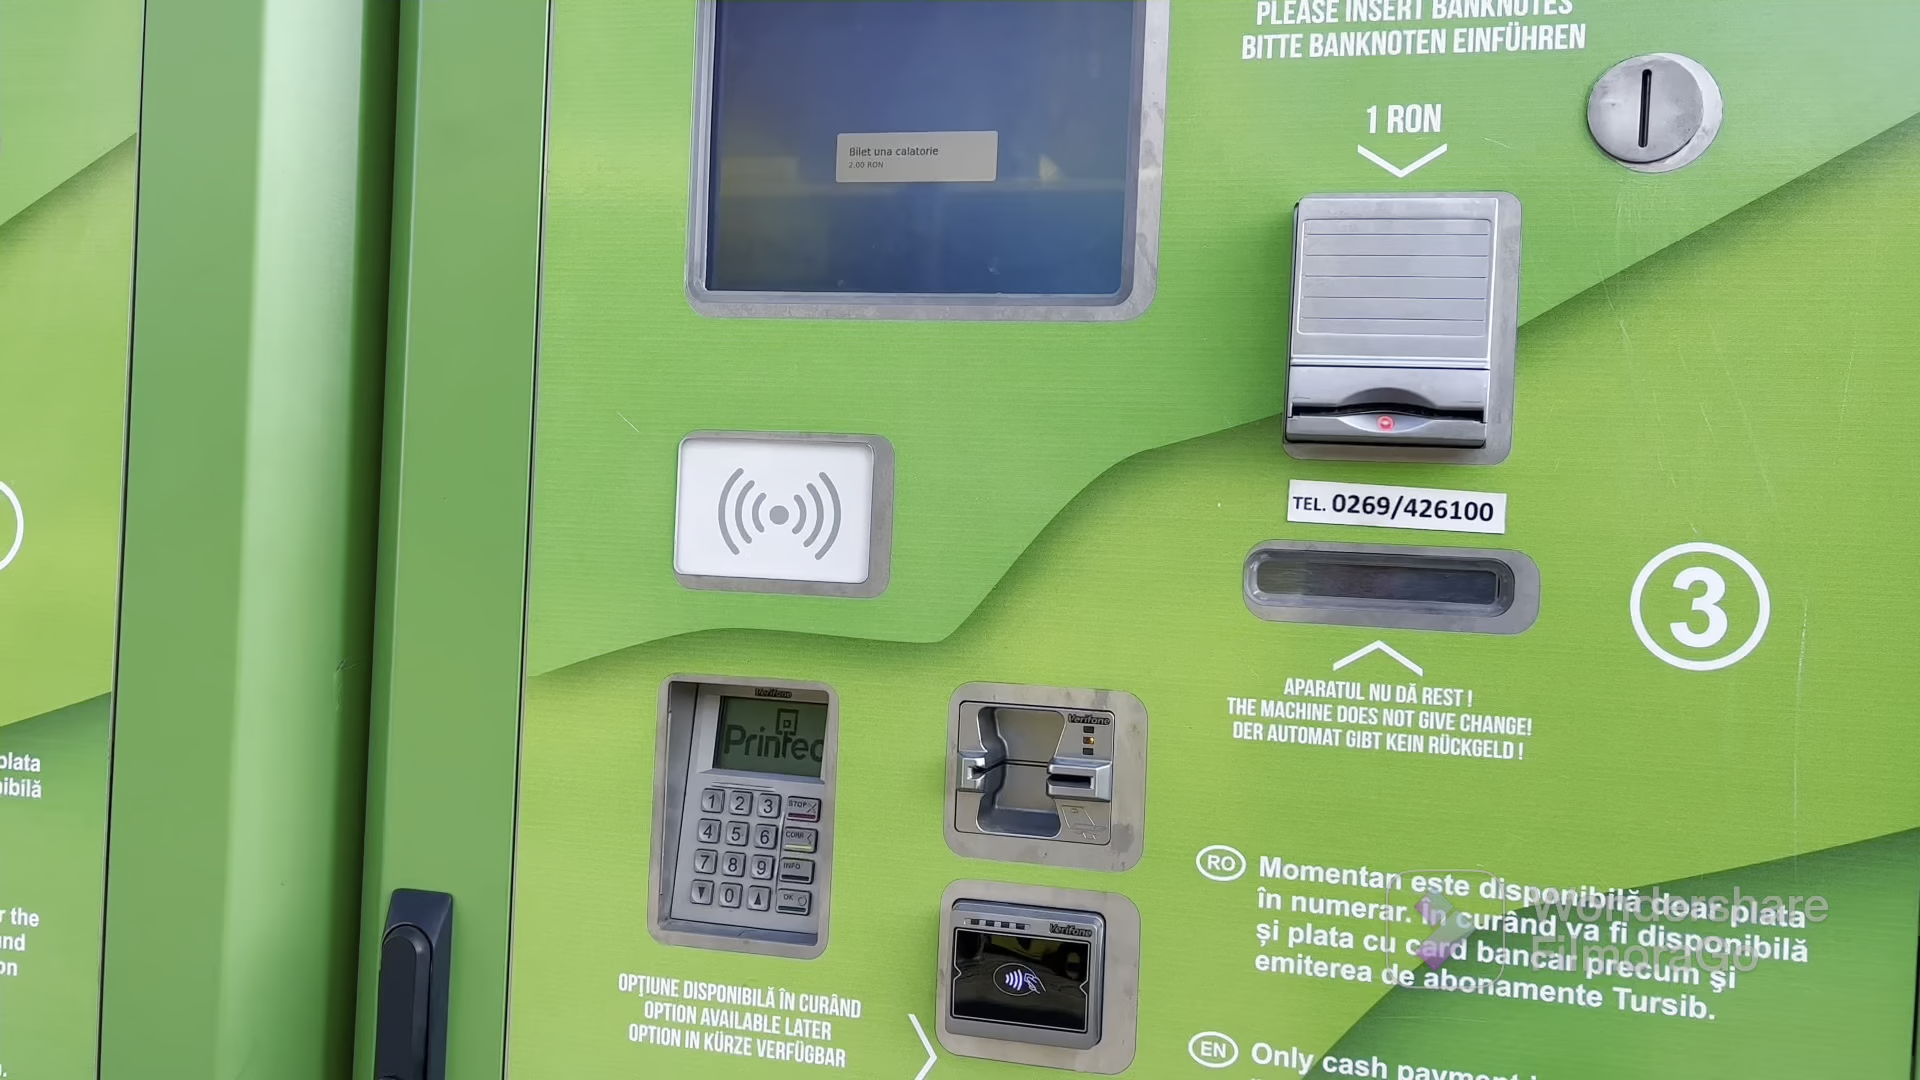 PLEASE INSERT BANKNOTES
BITTE BANKNOTEN EINFÜHREN
1 RON
Bilet una calatorie
2.00 RON
TEL. 0269/426100
3
APARATUL NU DĂ REST !
THE MACHINE DOES NOT GIVE CHANGE!
DER AUTOMAT GIBT KEIN RÜCKGELD !
Verifone
Printec
1 2 3 STOP
4 5 6 CORR
7 8 9 INFO
0 OK
Verifone
Verifone
OPȚIUNE DISPONIBILĂ ÎN CURÂND
OPTION AVAILABLE LATER
OPTION IN KÜRZE VERFÜGBAR
RO Momentan este disponibilă doar plata
în numerar. În curând va fi disponibilă
și plata cu card bancar precum și
emiterea de abonamente Tursib.
EN Only cash payment
plata
the
Wondershare
FilmoraGo